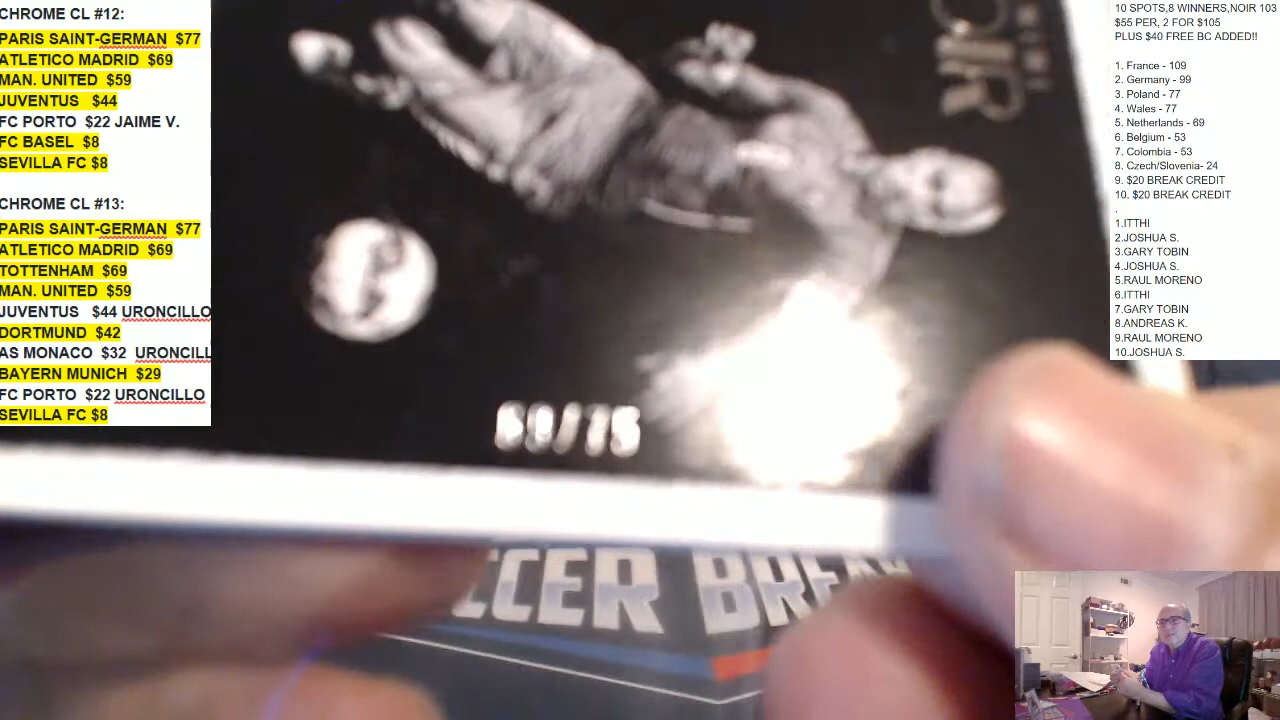 CHROME CL #12:
PARIS SAINT-GERMAN $77
ATLETICO MADRID $69
MAN. UNITED $59
JUVENTUS $44
FC PORTO $22 JAIME V.
FC BASEL $8
SEVILLA FC $8
CHROME CL #13:
PARIS SAINT-GERMAN $77
ATLETICO MADRID $69
TOTTENHAM $69
MAN. UNITED $59
JUVENTUS $44 URONCILLO
DORTMUND $42
AS MONACO $32 URONCILL
BAYERN MUNICH $29
FC PORTO $22 URONCILLO
SEVILLA FC $8
OIR
69/75
CCER BREA
10 SPOTS,8 WINNERS,NOIR 103
$55 PER, 2 FOR $105
PLUS $40 FREE BC ADDED!!
1. France - 109
2. Germany - 99
3. Poland - 77
4. Wales - 77
5. Netherlands - 69
6. Belgium - 53
7. Colombia - 53
8. Czech/Slovenia- 24
9. $20 BREAK CREDIT
10. $20 BREAK CREDIT
.
1.ITTHI
2.JOSHUA S.
3.GARY TOBIN
4.JOSHUA S.
5.RAUL MORENO
6.ITTHI
7.GARY TOBIN
8.ANDREAS K.
9.RAUL MORENO
10.JOSHUA S.